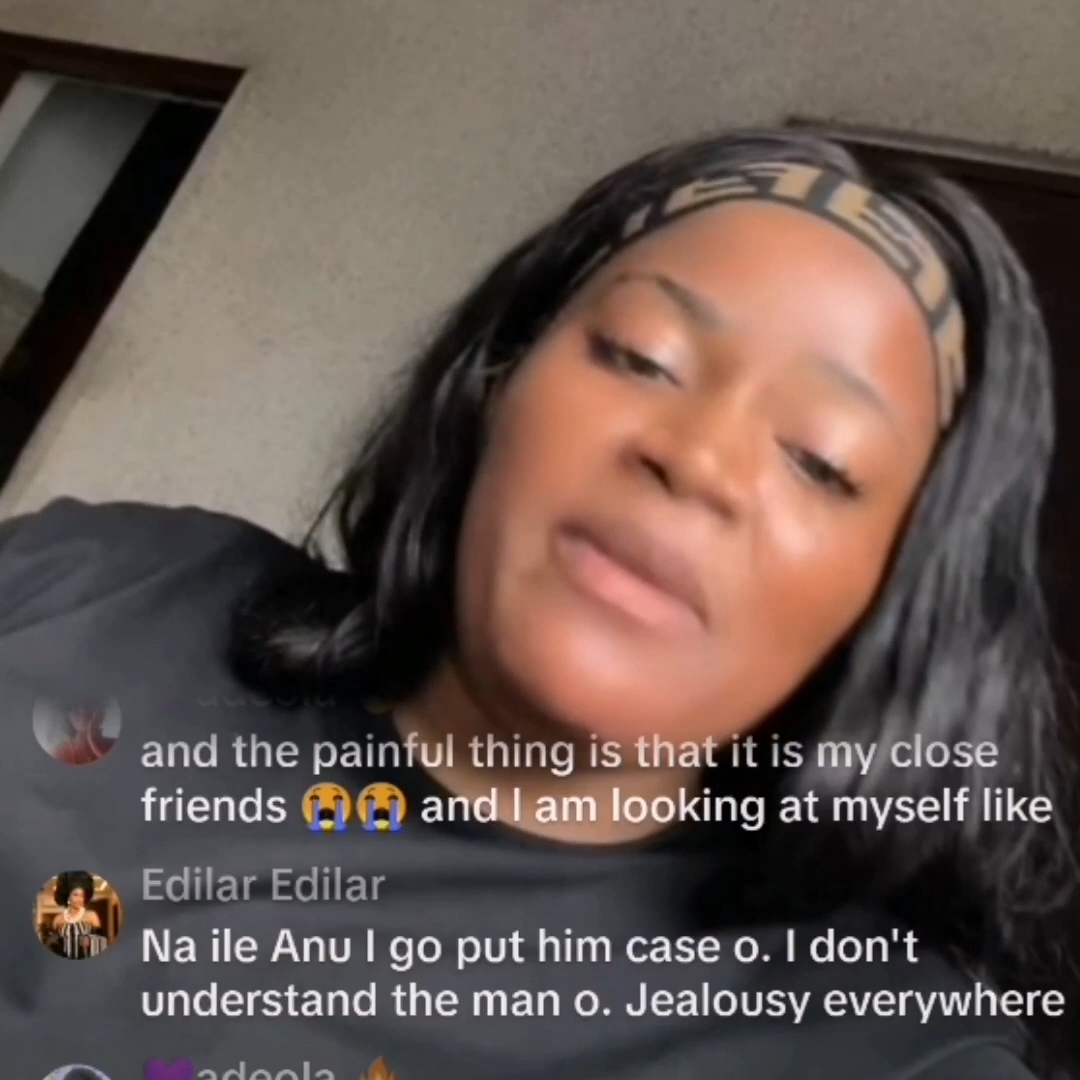 adeola
and the painful thing is that it is my close
friends 😭😭 and I am looking at myself like
Edilar Edilar
Na ile Anu I go put him case o. I don't
understand the man o. Jealousy everywhere
💜adeola 🔥